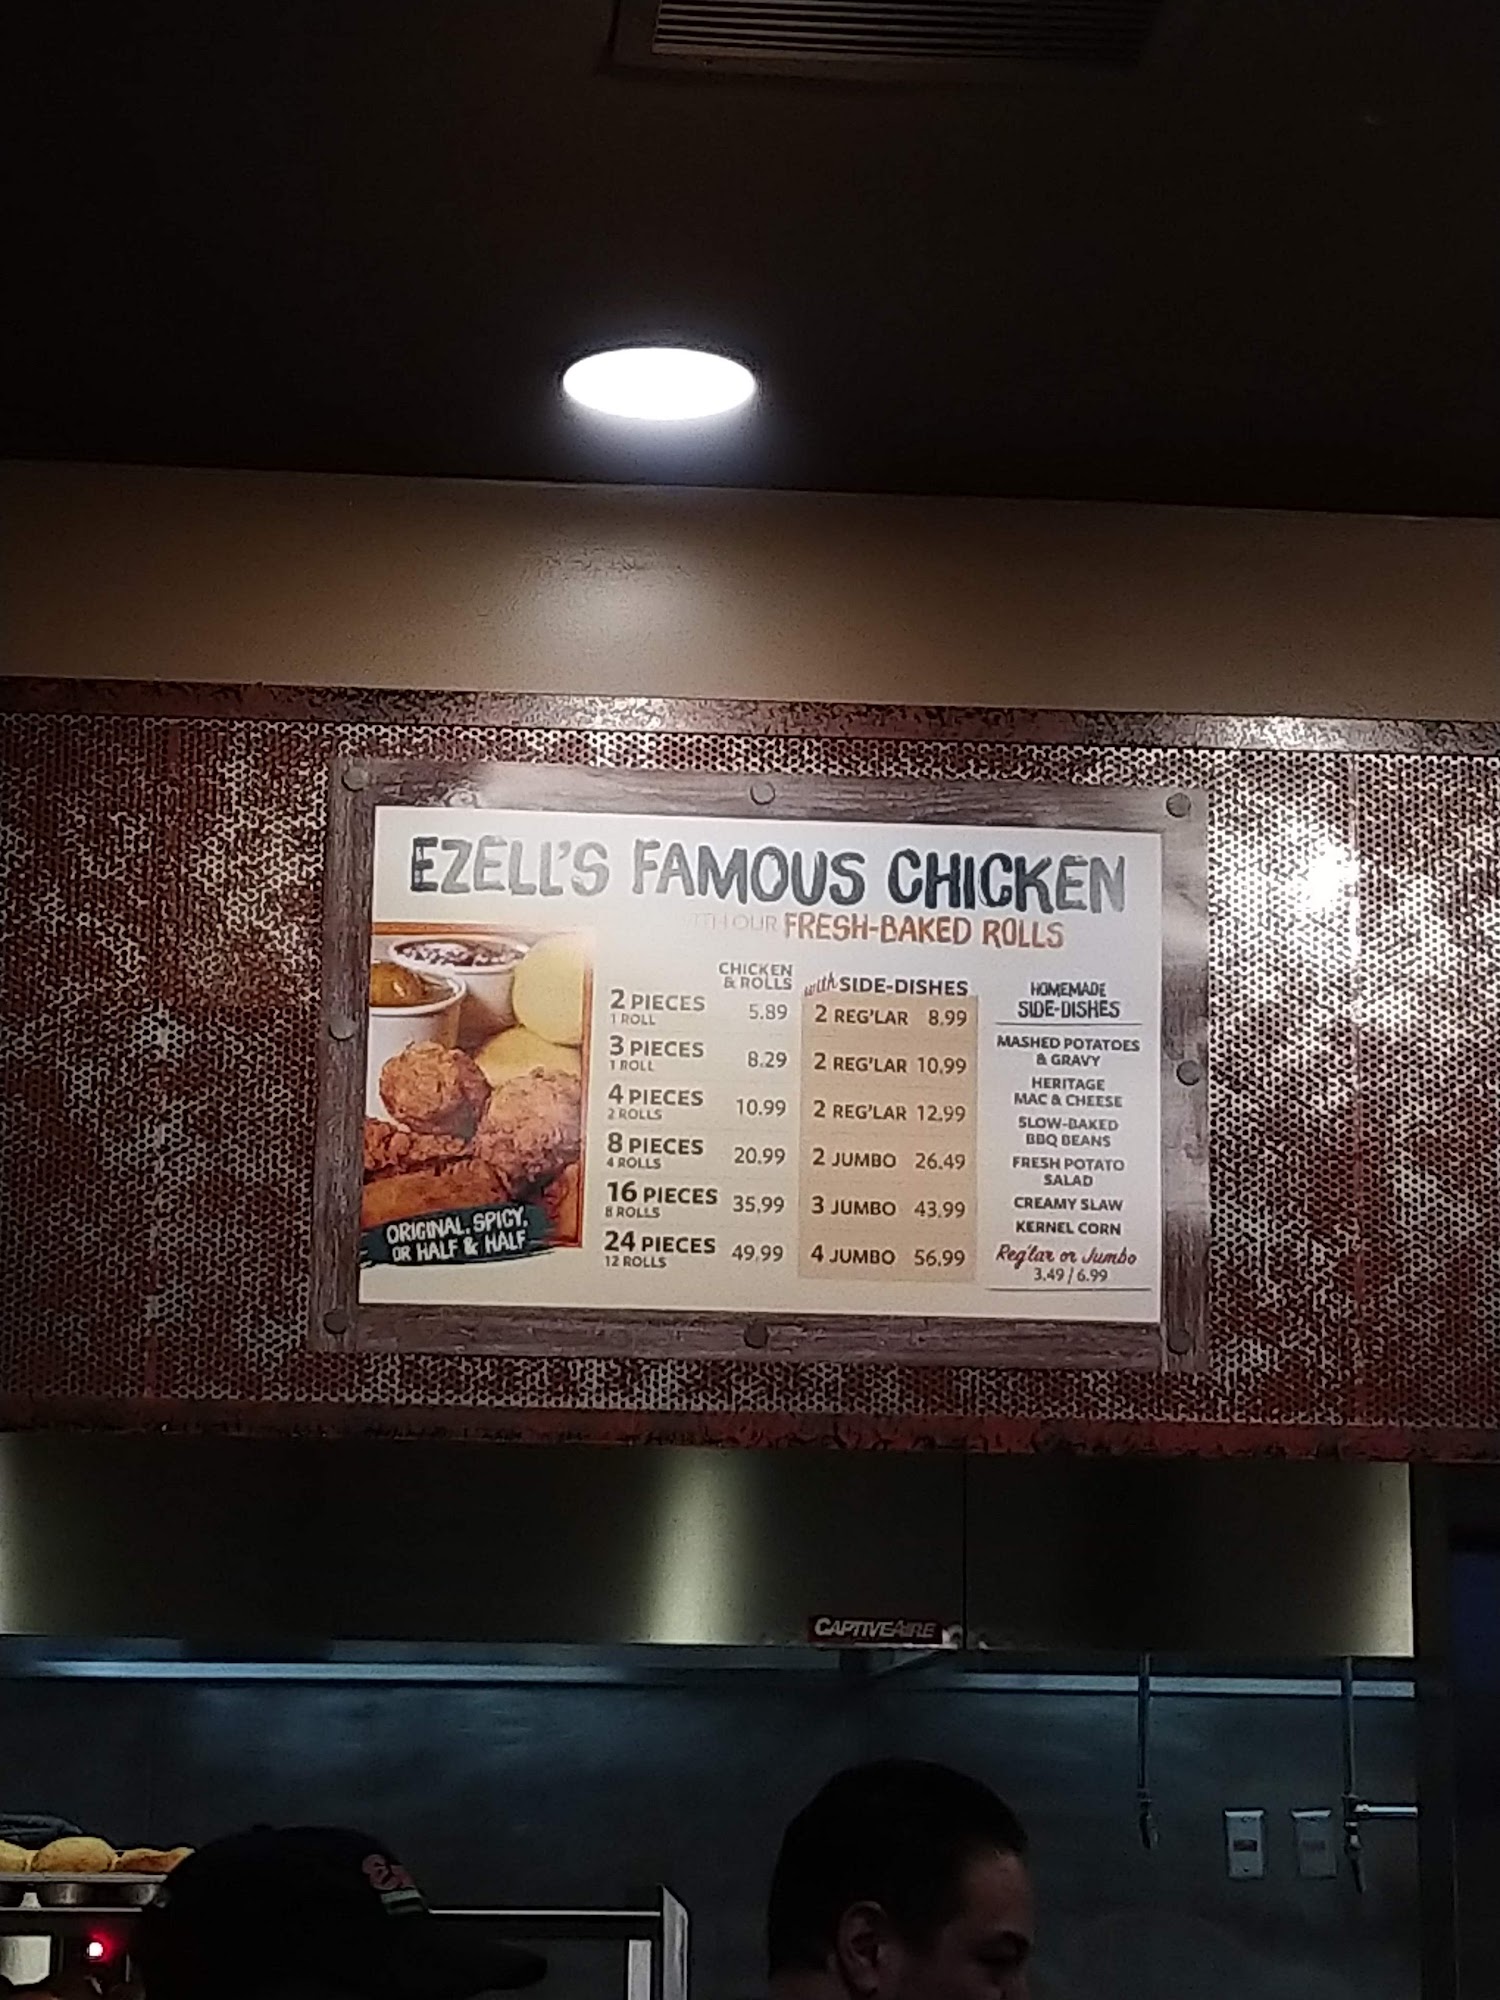 EZELL'S FAMOUS CHICKEN
WITH OUR FRESH-BAKED ROLLS
CHICKEN
& ROLLS
with SIDE-DISHES
2 PIECES 5.89 2 REG'LAR 8.99
1 ROLL
3 PIECES 8.29 2 REG'LAR 10.99
1 ROLL
4 PIECES 10.99 2 REG'LAR 12.99
2 ROLLS
8 PIECES 20.99 2 JUMBO 26.49
4 ROLLS
16 PIECES 35.99 3 JUMBO 43.99
8 ROLLS
24 PIECES 49.99 4 JUMBO 56.99
12 ROLLS
HOMEMADE
SIDE-DISHES
MASHED POTATOES
& GRAVY
HERITAGE
MAC & CHEESE
SLOW-BAKED
BBQ BEANS
FRESH POTATO
SALAD
CREAMY SLAW
KERNEL CORN
Reg'lar or Jumbo
3.49 / 6.99
ORIGINAL, SPICY,
OR HALF & HALF
CAPTIVEAIRE